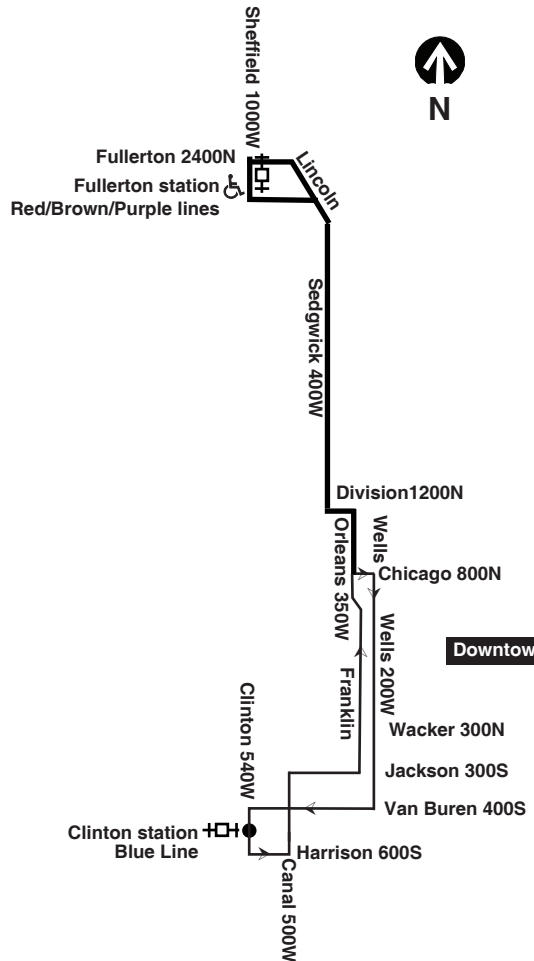 N
Sheffield 1000W
Fullerton 2400N
Lincoln
Fullerton station
Red/Brown/Purple lines
Sedgwick 400W
Division1200N
Wells
Orleans 350W
Chicago 800N
Wells 200W
Downtow
Franklin
Clinton 540W
Wacker 300N
Jackson 300S
Van Buren 400S
Clinton station
Blue Line
Harrison 600S
Canal 500W